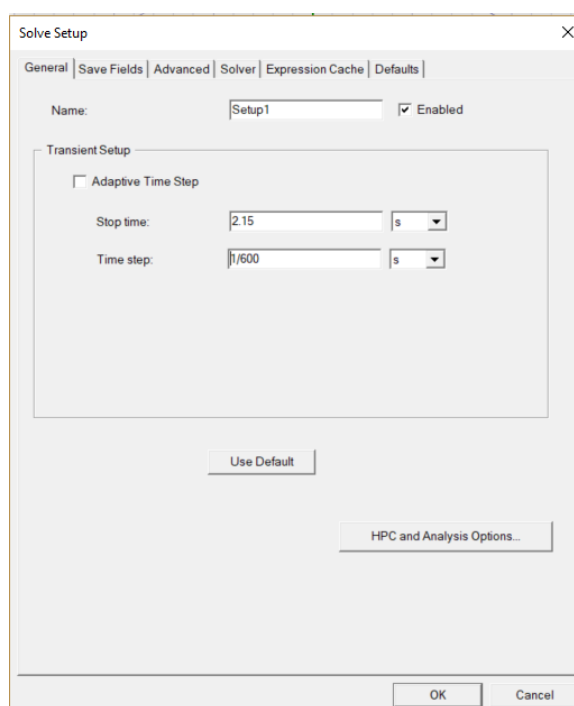 Solve Setup
General Save Fields Advanced Solver Expression Cache Defaults
Name: Setup1 Enabled
Transient Setup
Adaptive Time Step
Stop time: 2.15 s
Time step: 1/600 s
Use Default
HPC and Analysis Options...
OK Cancel